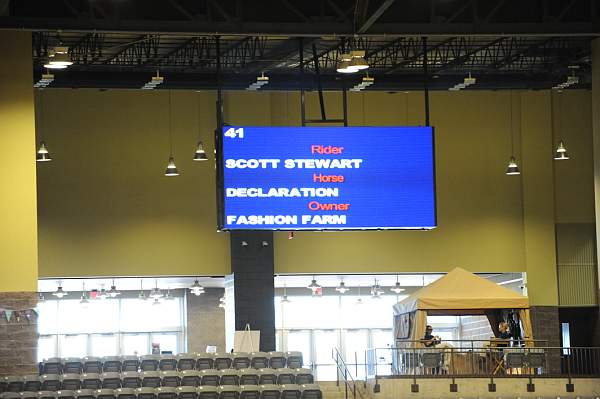 41
Rider
SCOTT STEWART
Horse
DECLARATION
Owner
FASHION FARM